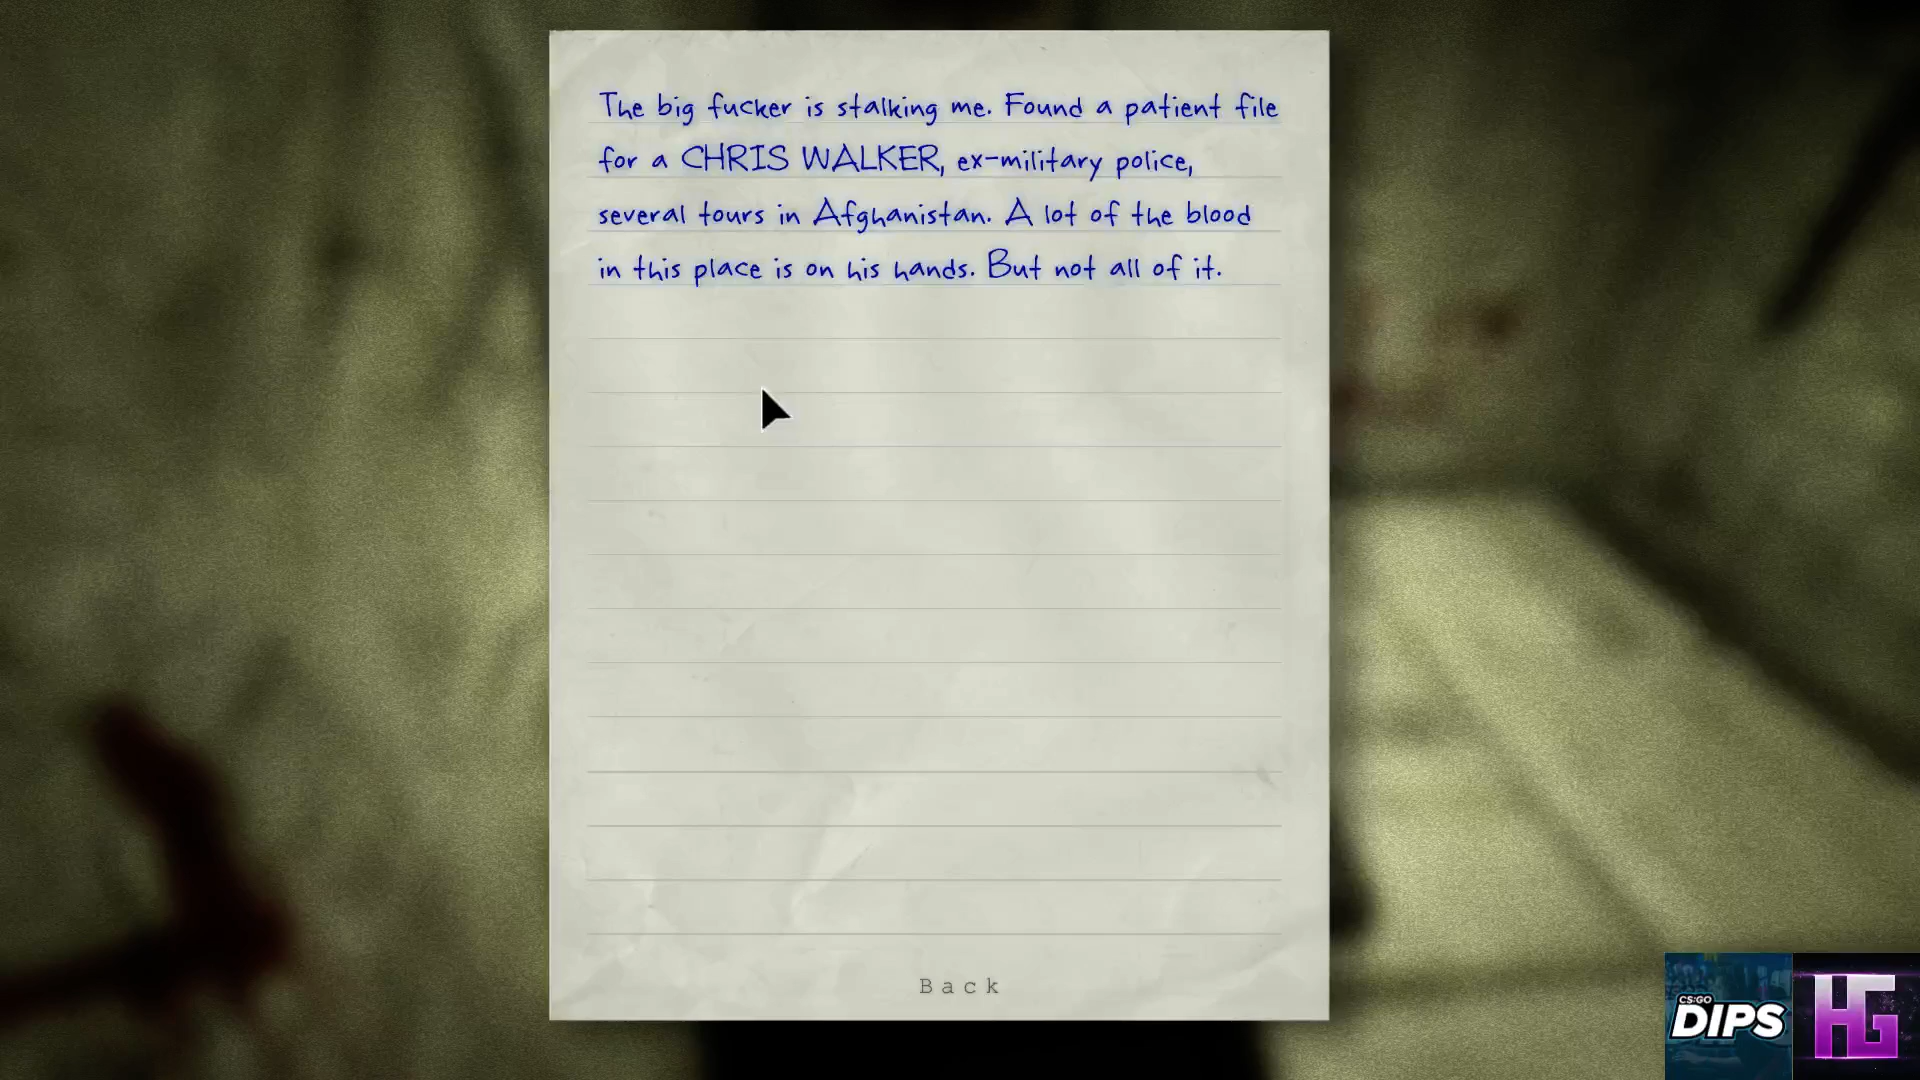 The big fucker is stalking me. Found a patient file
for a CHRIS WALKER, ex-military police,
several tours in Afghanistan. A lot of the blood
in this place is on his hands. But not all of it.
Back
CS:GO
DIPS
HG